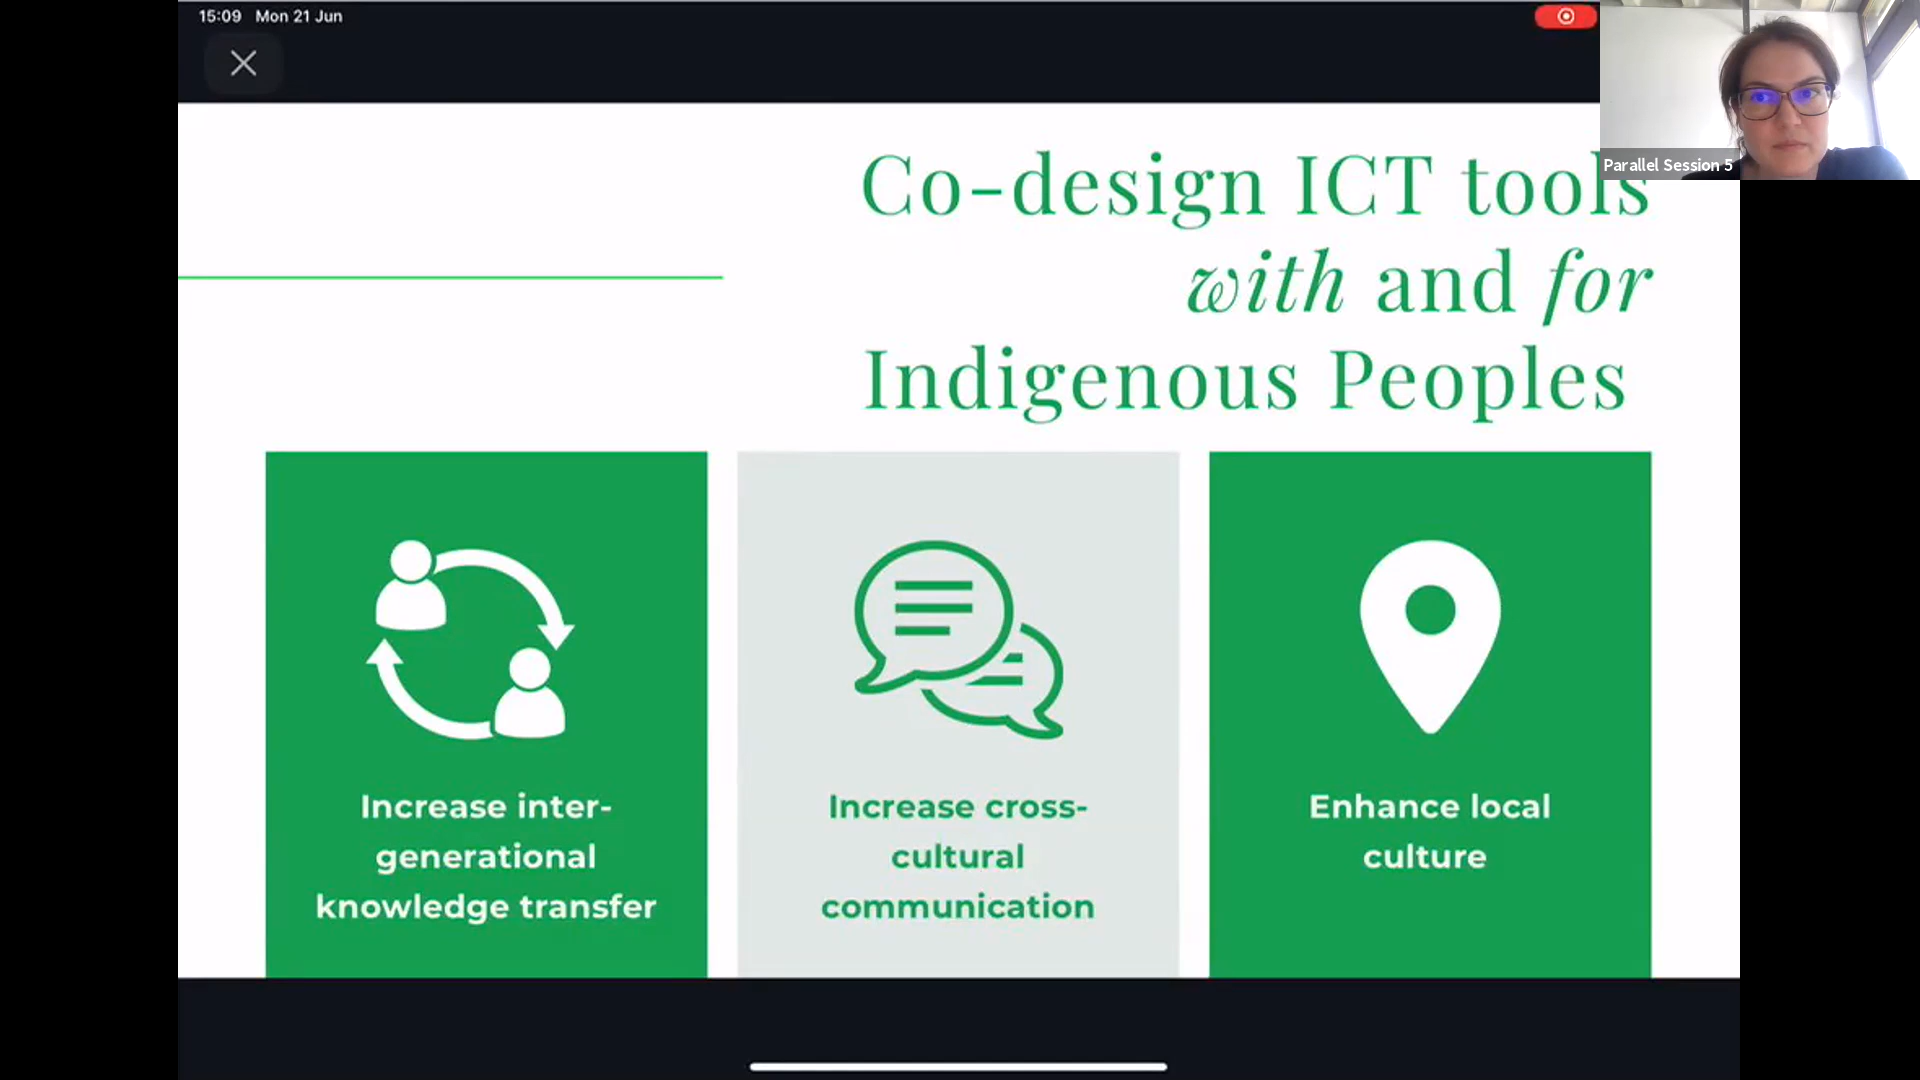 15:09 Mon 21 Jun
Parallel Session 5
Co-design ICT tools
with and for
Indigenous Peoples
Increase inter-
generational
knowledge transfer
Increase cross-
cultural
communication
Enhance local
culture